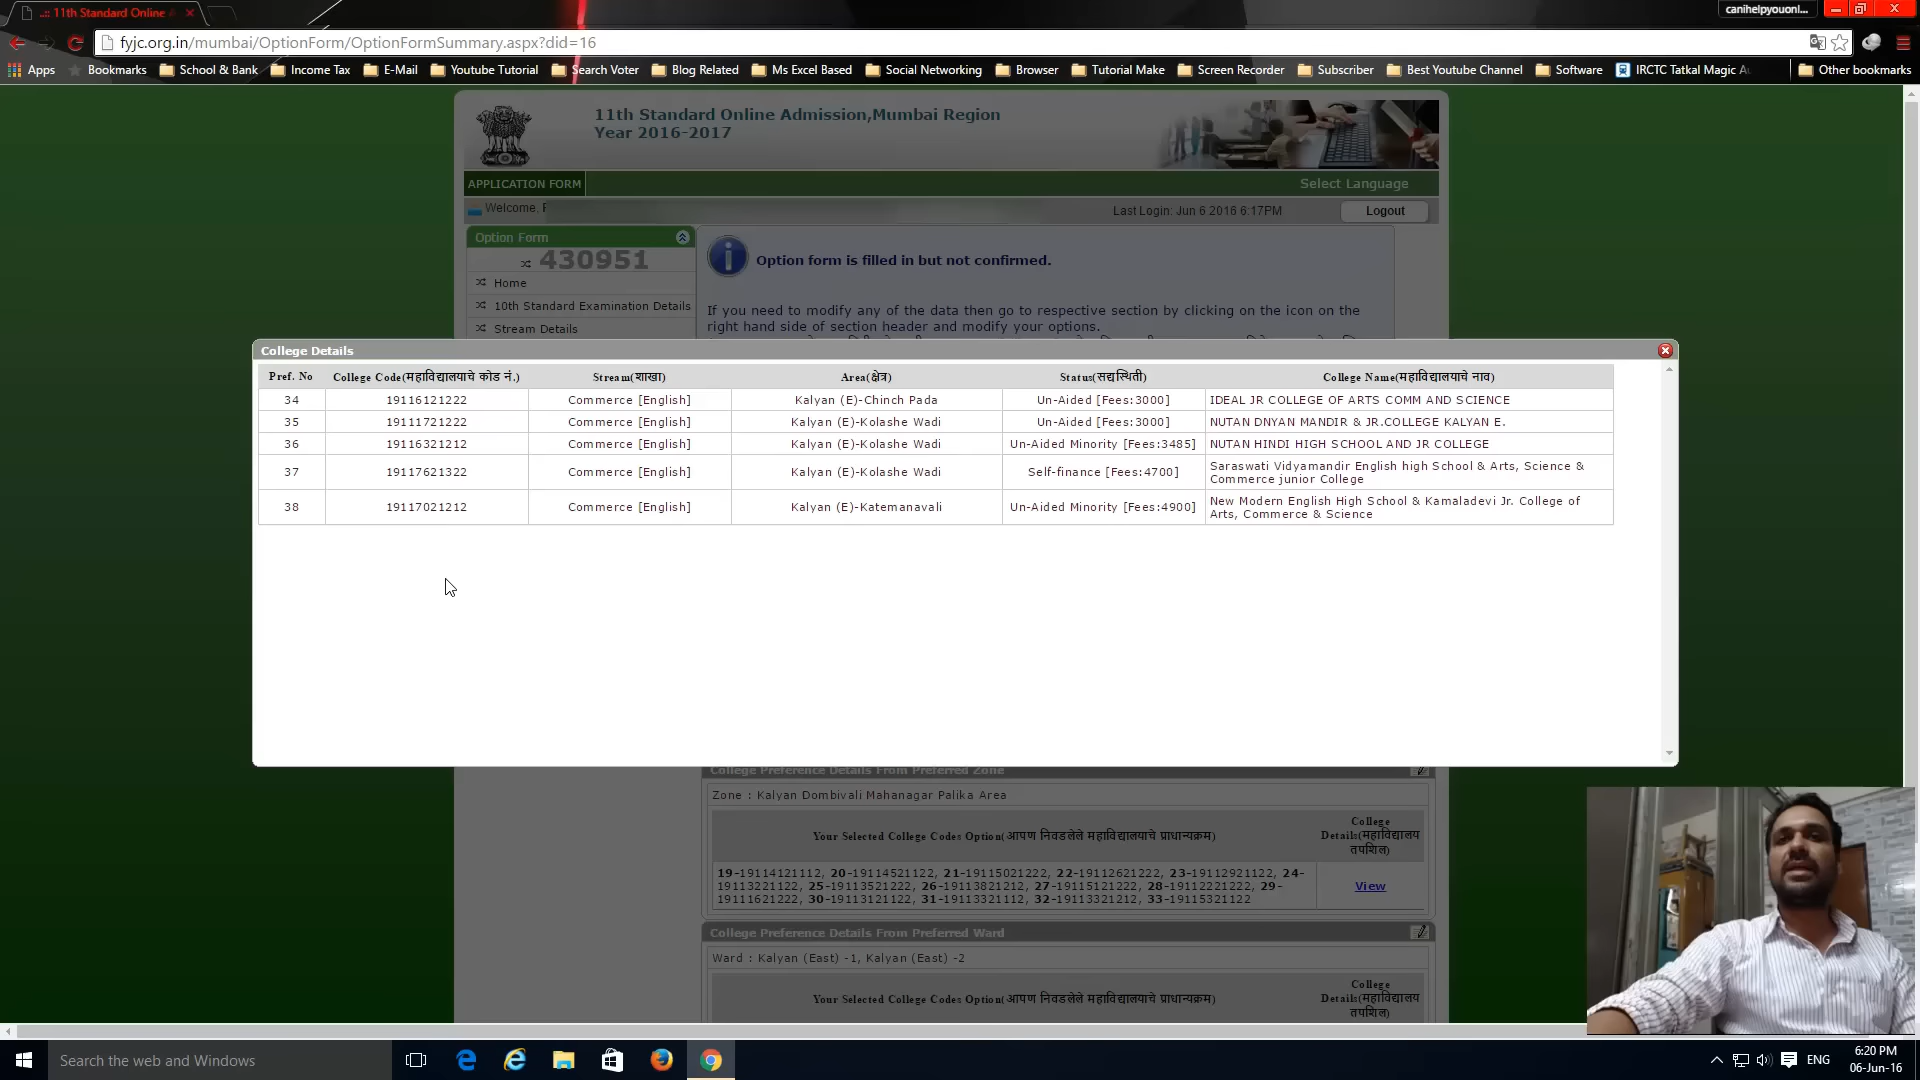 ..:: 11th Standard Online A
canihelpyouonl...
fyjc.org.in/mumbai/OptionForm/OptionFormSummary.aspx?did=16
Apps Bookmarks School & Bank Income Tax E-Mail Youtube Tutorial Search Voter Blog Related Ms Excel Based Social Networking Browser Tutorial Make Screen Recorder Subscriber Best Youtube Channel Software IRCTC Tatkal Magic Au Other bookmarks
11th Standard Online Admission,Mumbai Region
Year 2016-2017
APPLICATION FORM Select Language
Welcome, Last Login: Jun 6 2016 6:17PM Logout
Option Form
430951
Home
10th Standard Examination Details
Stream Details
Option form is filled in but not confirmed.
If you need to modify any of the data then go to respective section by clicking on the icon on the
right hand side of section header and modify your options.
College Details
Pref. No College Code(महाविद्यालयाचे कोड नं.) Stream(शाखा) Area(क्षेत्र) Status(सद्यस्थिती) College Name(महाविद्यालयाचे नाव)
34 19116121222 Commerce [English] Kalyan (E)-Chinch Pada Un-Aided [Fees:3000] IDEAL JR COLLEGE OF ARTS COMM AND SCIENCE
35 19111721222 Commerce [English] Kalyan (E)-Kolashe Wadi Un-Aided [Fees:3000] NUTAN DNYAN MANDIR & JR.COLLEGE KALYAN E.
36 19116321212 Commerce [English] Kalyan (E)-Kolashe Wadi Un-Aided Minority [Fees:3485] NUTAN HINDI HIGH SCHOOL AND JR COLLEGE
37 19117621322 Commerce [English] Kalyan (E)-Kolashe Wadi Self-finance [Fees:4700] Saraswati Vidyamandir English high School & Arts, Science &
Commerce junior College
38 19117021212 Commerce [English] Kalyan (E)-Katemanavali Un-Aided Minority [Fees:4900] New Modern English High School & Kamaladevi Jr. College of
Arts, Commerce & Science
College Preference Details From Preferred Zone
Zone : Kalyan Dombivali Mahanagar Palika Area
Your Selected College Codes Option(आपण निवडलेले महाविद्यालयाचे प्राधान्यक्रम)
College
Details(महाविद्यालय
तपशिल)
19-19114121112, 20-19114521122, 21-19115021222, 22-19112621222, 23-19112921122, 24-
19113221122, 25-19113521222, 26-19113821212, 27-19115121222, 28-19112221222, 29-
19111621222, 30-19113121122, 31-19113321112, 32-19113321212, 33-19115321122
View
College Preference Details From Preferred Ward
Ward : Kalyan (East) -1, Kalyan (East) -2
Your Selected College Codes Option(आपण निवडलेले महाविद्यालयाचे प्राधान्यक्रम)
College
Details(महाविद्यालय
तपशिल)
Search the web and Windows
ENG
6:20 PM
06-Jun-16